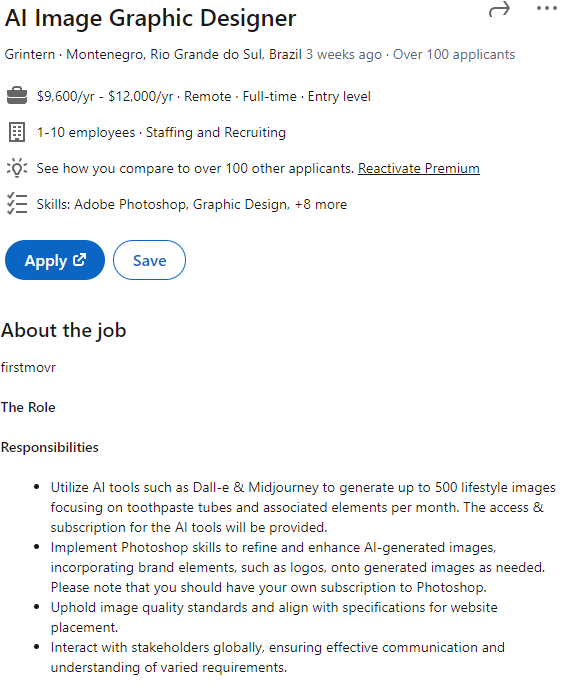 AI Image Graphic Designer
Grintern · Montenegro, Rio Grande do Sul, Brazil 3 weeks ago · Over 100 applicants
$9,600/yr - $12,000/yr · Remote · Full-time · Entry level
1-10 employees · Staffing and Recruiting
See how you compare to over 100 other applicants. Reactivate Premium
Skills: Adobe Photoshop, Graphic Design, +8 more
Apply Save
About the job
firstmovr
The Role
Responsibilities
• Utilize AI tools such as Dall-e & Midjourney to generate up to 500 lifestyle images
focusing on toothpaste tubes and associated elements per month. The access &
subscription for the AI tools will be provided.
• Implement Photoshop skills to refine and enhance AI-generated images,
incorporating brand elements, such as logos, onto generated images as needed.
Please note that you should have your own subscription to Photoshop.
• Uphold image quality standards and align with specifications for website
placement.
• Interact with stakeholders globally, ensuring effective communication and
understanding of varied requirements.